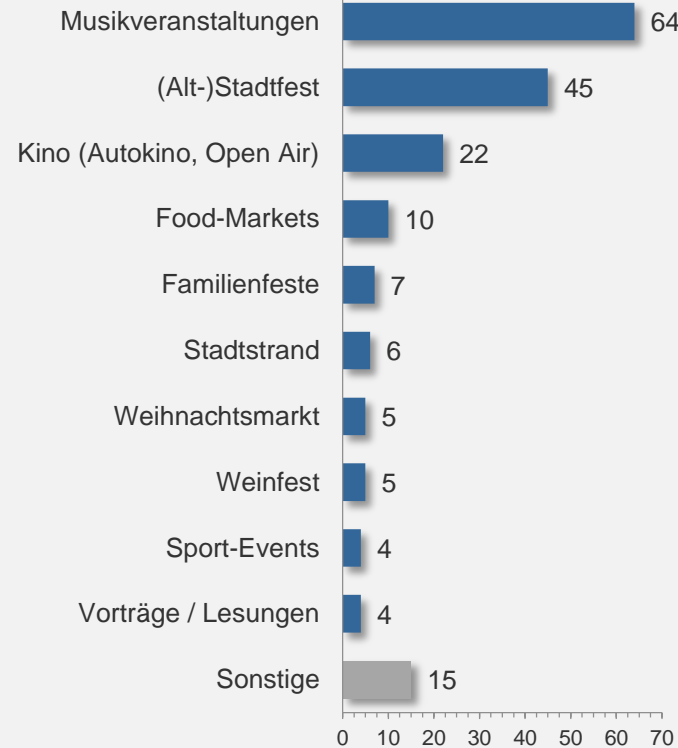 Musikveranstaltungen 64
(Alt-)Stadtfest 45
Kino (Autokino, Open Air) 22
Food-Markets 10
Familienfeste 7
Stadtstrand 6
Weihnachtsmarkt 5
Weinfest 5
Sport-Events 4
Vorträge / Lesungen 4
Sonstige 15
0 10 20 30 40 50 60 70